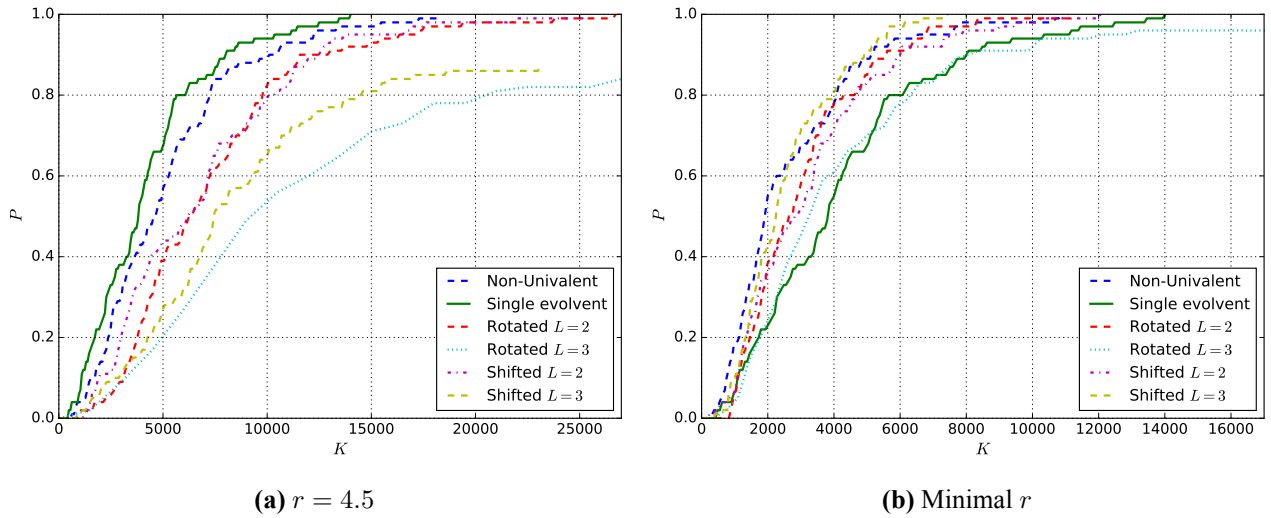 1.0
0.8
0.6
0.4
0.2
0.0
P
0 5000 10000 15000 20000 25000
K
Non-Univalent
Single evolvent
Rotated L = 2
Rotated L = 3
Shifted L = 2
Shifted L = 3
(a) r = 4.5
1.0
0.8
0.6
0.4
0.2
0.0
P
0 2000 4000 6000 8000 10000 12000 14000 16000
K
Non-Univalent
Single evolvent
Rotated L = 2
Rotated L = 3
Shifted L = 2
Shifted L = 3
(b) Minimal r